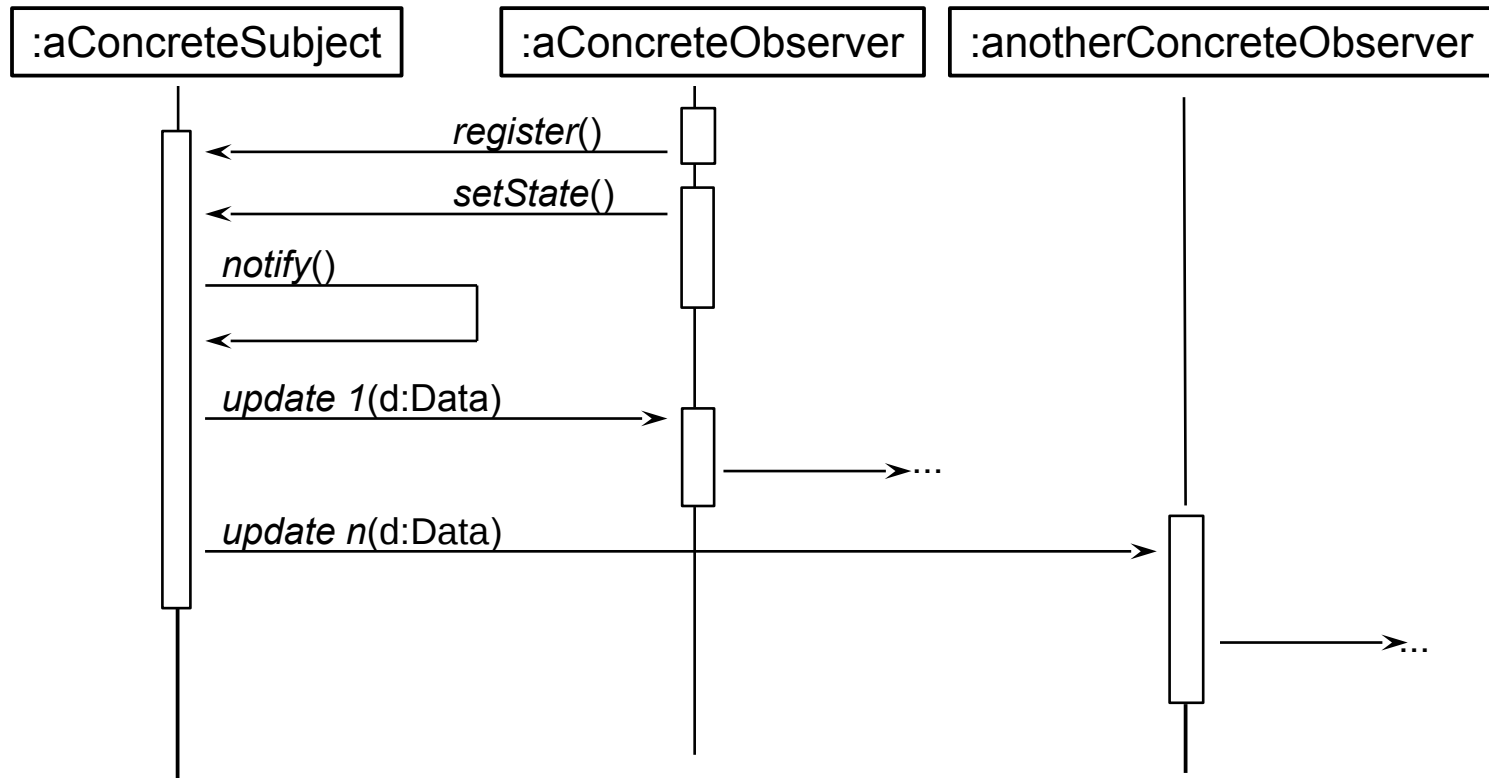 :aConcreteSubject
:aConcreteObserver
:anotherConcreteObserver
register()
setState()
notify()
update 1(d:Data)
...
update n(d:Data)
...